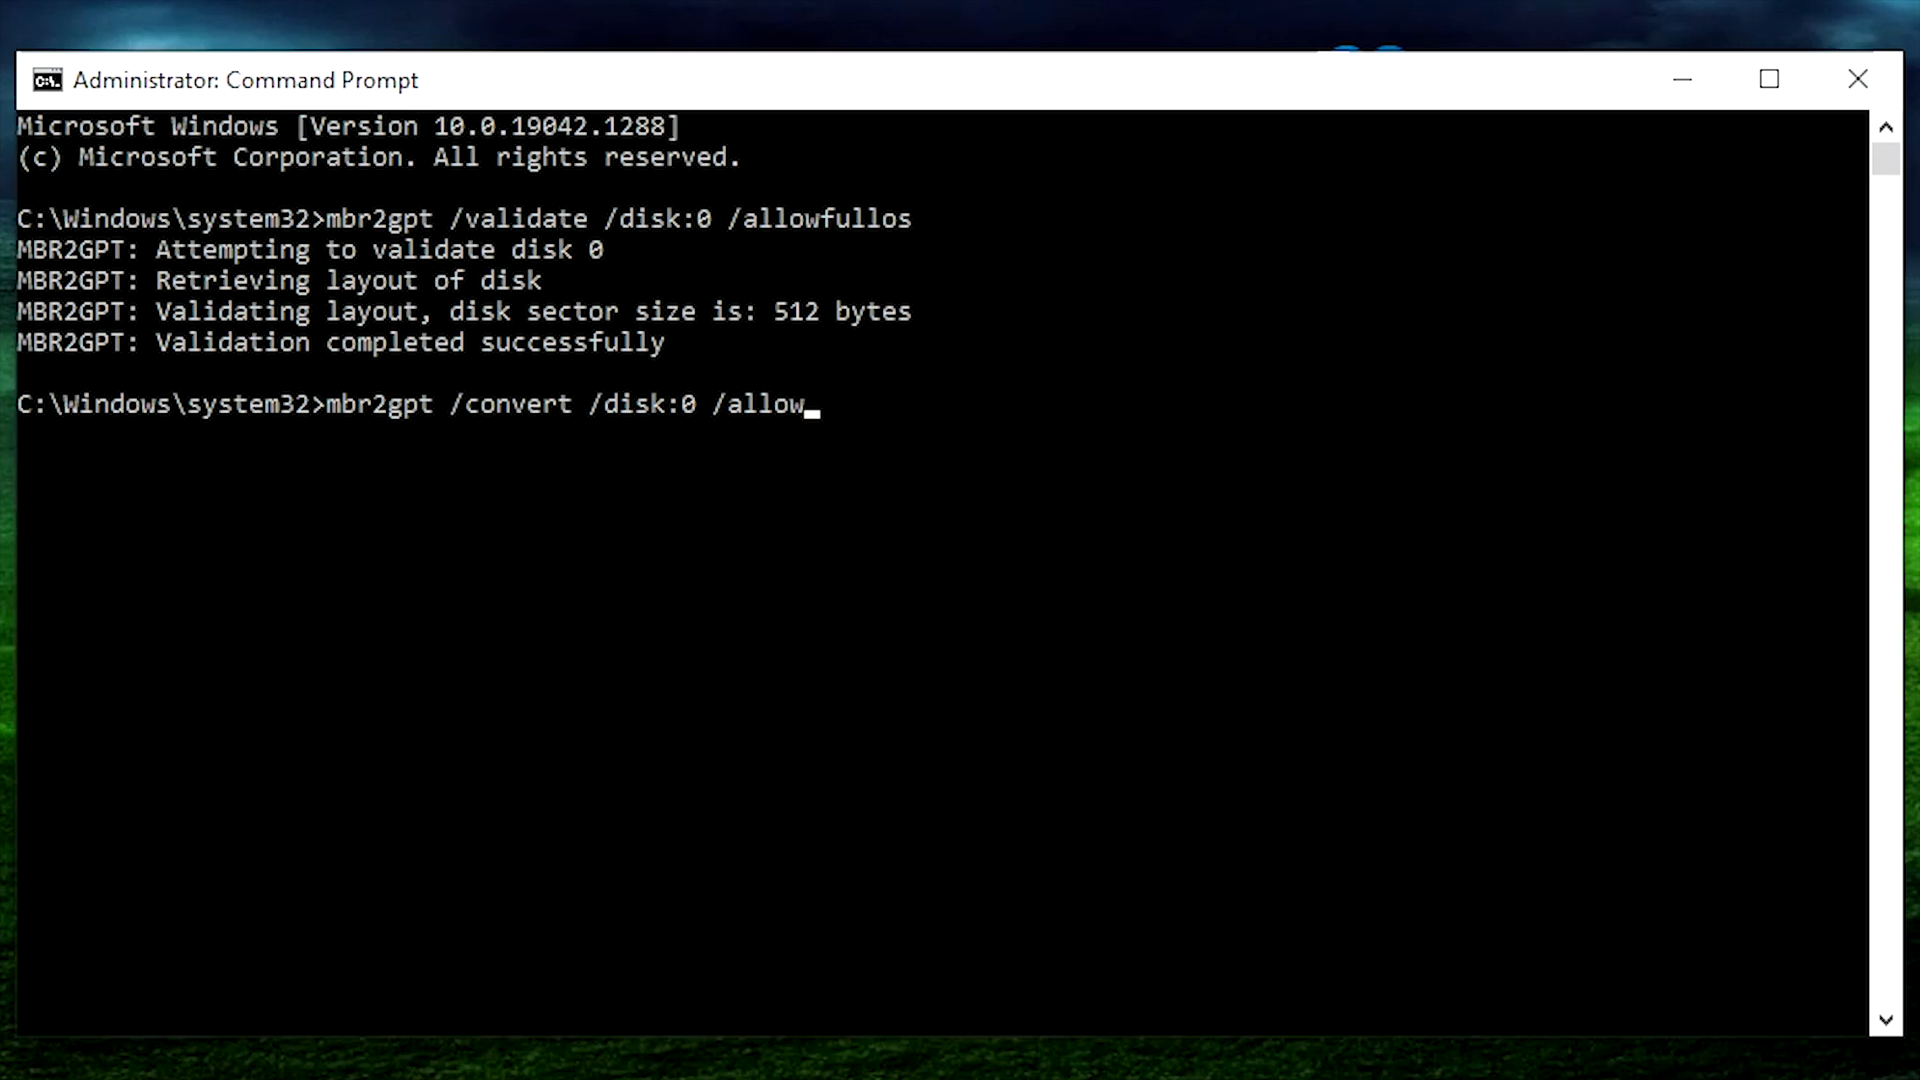 Administrator: Command Prompt
Microsoft Windows [Version 10.0.19042.1288]
(c) Microsoft Corporation. All rights reserved.
C:\Windows\system32>mbr2gpt /validate /disk:0 /allowfullos
MBR2GPT: Attempting to validate disk 0
MBR2GPT: Retrieving layout of disk
MBR2GPT: Validating layout, disk sector size is: 512 bytes
MBR2GPT: Validation completed successfully
C:\Windows\system32>mbr2gpt /convert /disk:0 /allow